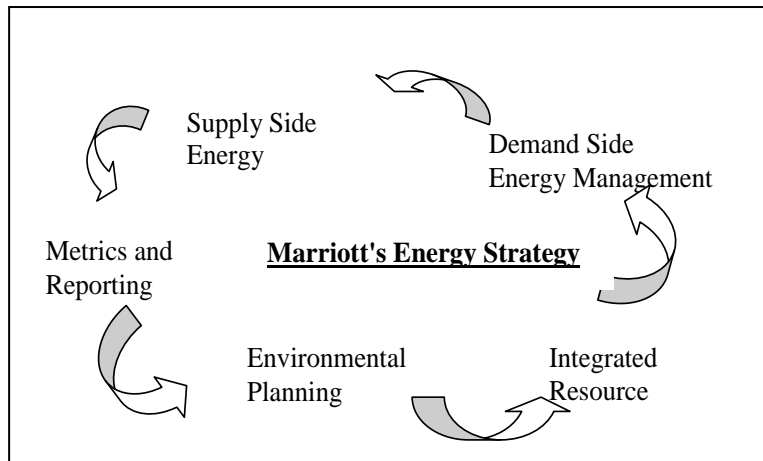 Supply Side
Energy
Demand Side
Energy Management
Metrics and
Reporting
Marriott's Energy Strategy
Environmental
Planning
Integrated
Resource